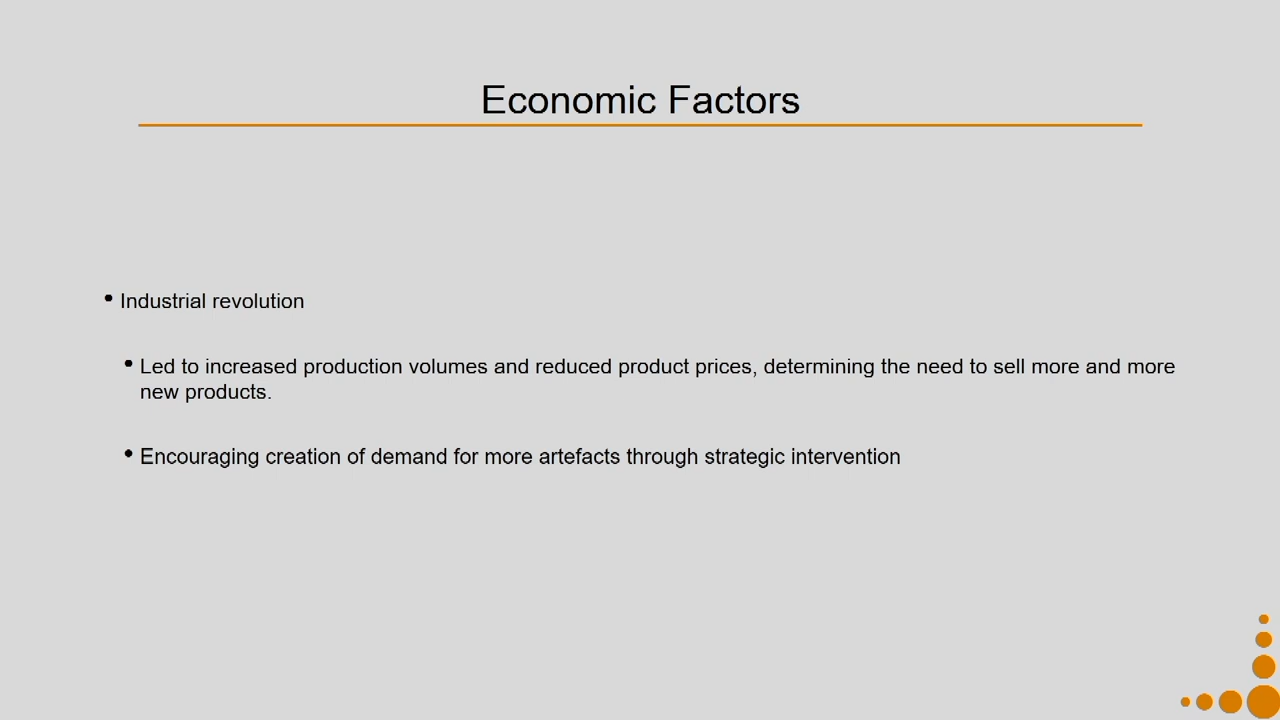 Economic Factors
• Industrial revolution
• Led to increased production volumes and reduced product prices, determining the need to sell more and more
new products.
• Encouraging creation of demand for more artefacts through strategic intervention